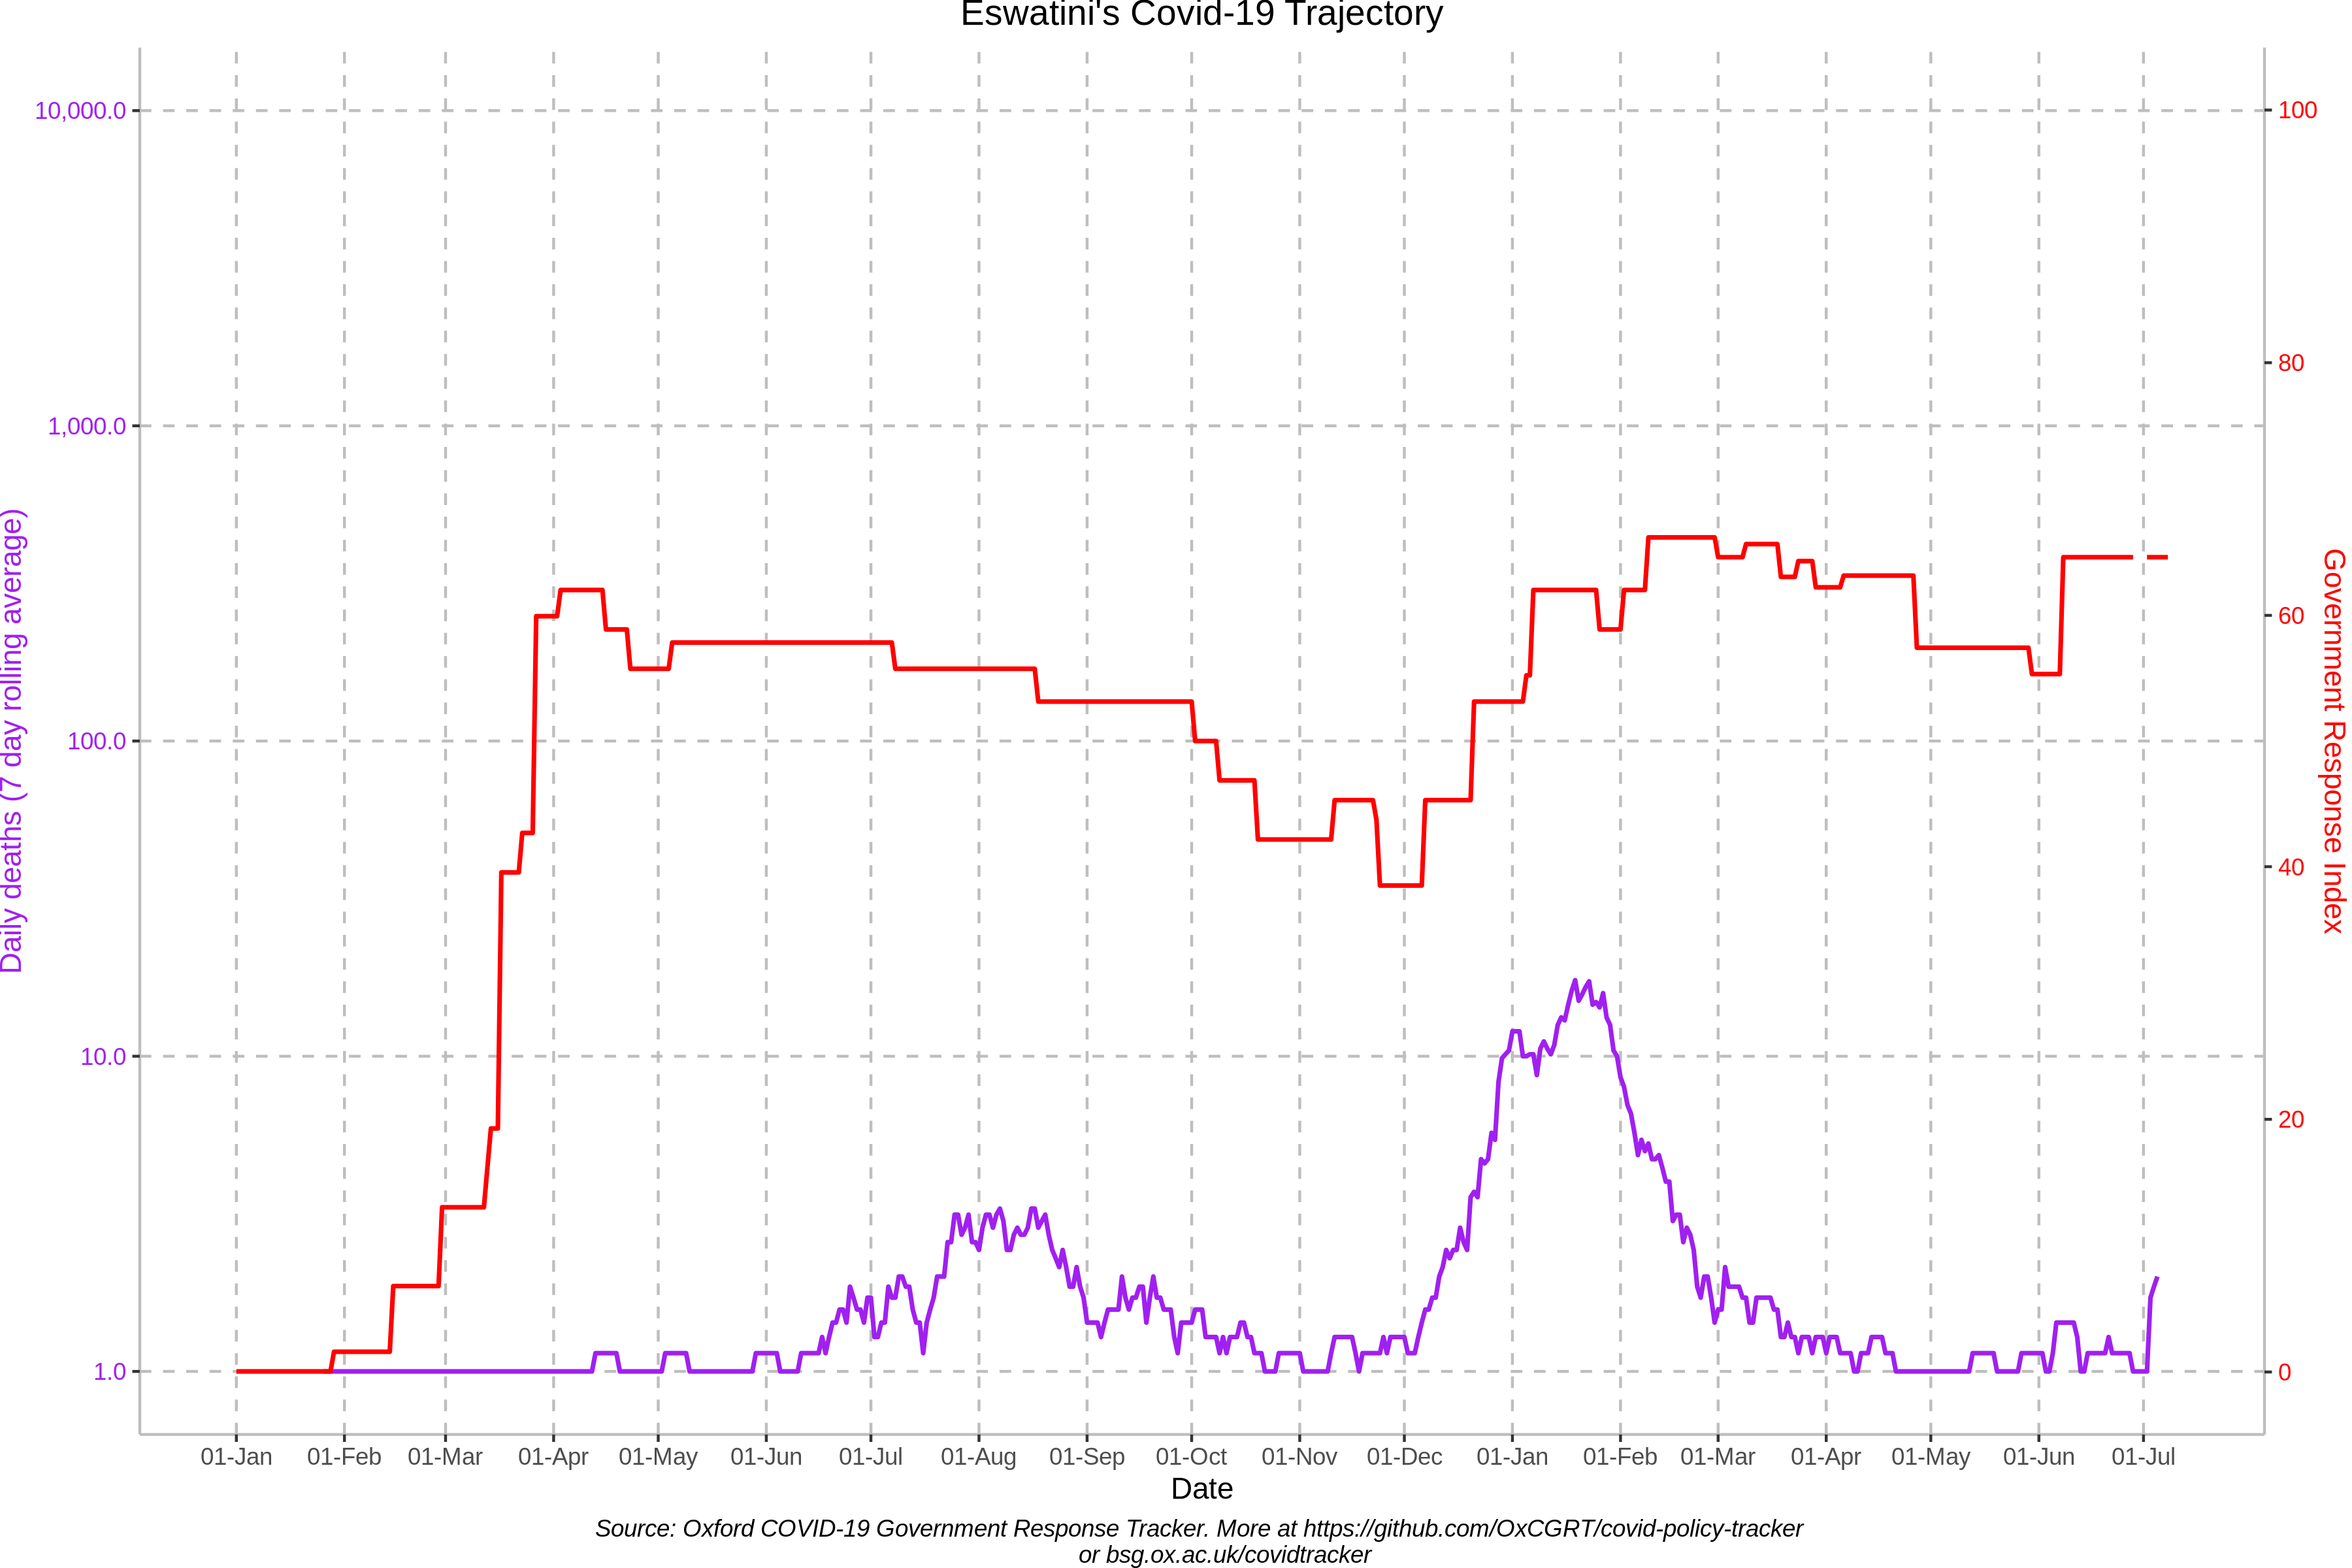 Eswatini's Covid-19 Trajectory
10,000.0
1,000.0
100.0
10.0
1.0
Daily deaths (7 day rolling average)
100
80
60
40
20
0
Government Response Index
01-Jan 01-Feb 01-Mar 01-Apr 01-May 01-Jun 01-Jul 01-Aug 01-Sep 01-Oct 01-Nov 01-Dec 01-Jan 01-Feb 01-Mar 01-Apr 01-May 01-Jun 01-Jul
Date
Source: Oxford COVID-19 Government Response Tracker. More at https://github.com/OxCGRT/covid-policy-tracker
or bsg.ox.ac.uk/covidtracker